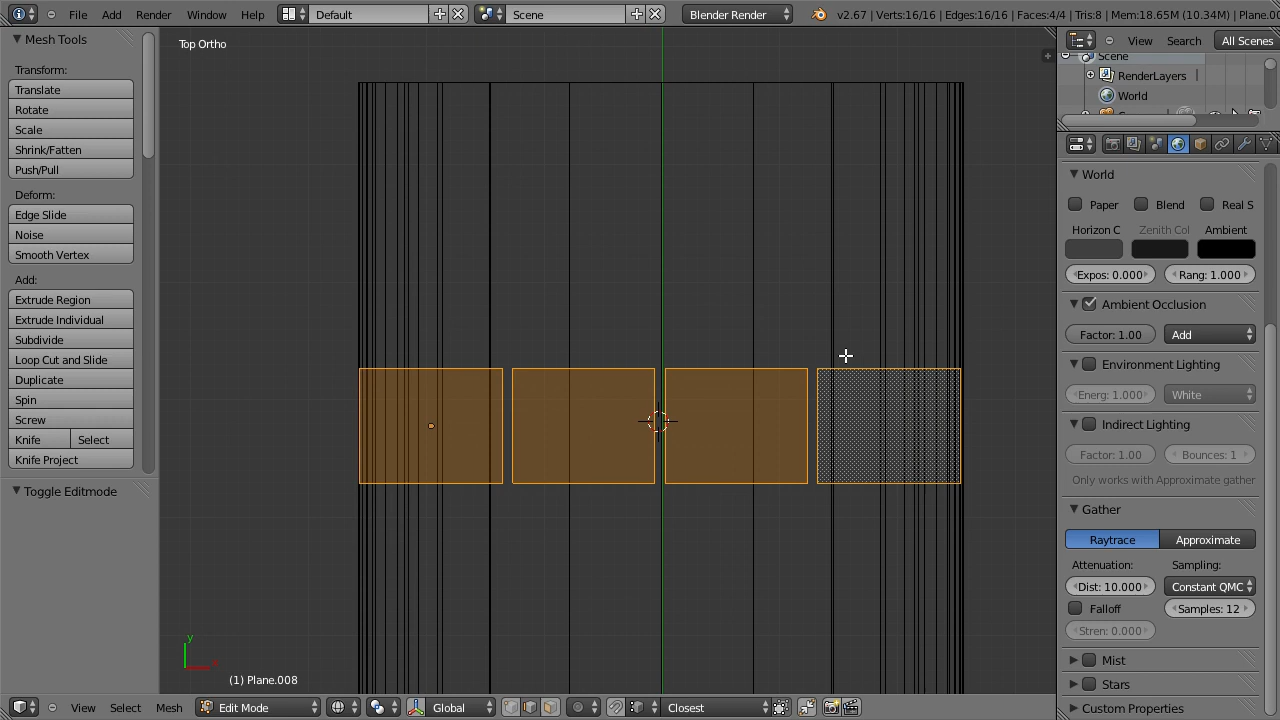 File Add Render Window Help Default Scene Blender Render v2.67 | Verts:16/16 | Edges:16/16 | Faces:4/4 | Tris:8 | Mem:18.65M (10.34M) | Plane.00
Mesh Tools
Transform:
Translate
Rotate
Scale
Shrink/Fatten
Push/Pull
Deform:
Edge Slide
Noise
Smooth Vertex
Add:
Extrude Region
Extrude Individual
Subdivide
Loop Cut and Slide
Duplicate
Spin
Screw
Knife Select
Knife Project
Toggle Editmode
Top Ortho
y
(1) Plane.008
View Select Mesh Edit Mode Global Closest
View Search All Scenes
Scene
RenderLayers
World
World
Paper Blend Real S
Horizon C Zenith Col Ambient
Expos: 0.000 Rang: 1.000
Ambient Occlusion
Factor: 1.00 Add
Environment Lighting
Energ: 1.000 White
Indirect Lighting
Factor: 1.00 Bounces: 1
Only works with Approximate gather
Gather
Raytrace Approximate
Attenuation: Sampling:
Dist: 10.000 Constant QMC
Falloff Samples: 12
Stren: 0.000
Mist
Stars
Custom Properties